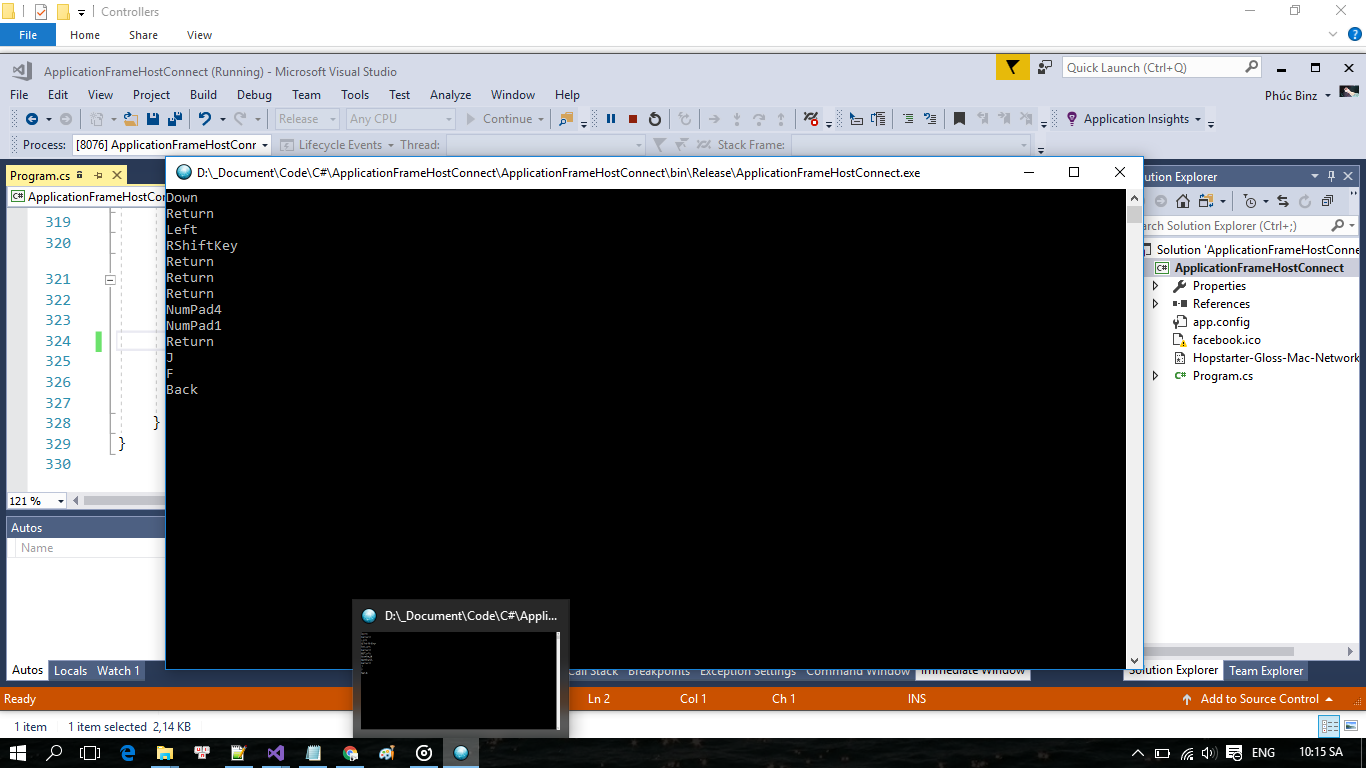 Controllers
File Home Share View
ApplicationFrameHostConnect (Running) - Microsoft Visual Studio
Quick Launch (Ctrl+Q)
File Edit View Project Build Debug Team Tools Test Analyze Window Help
Phúc Binz
Release Any CPU Continue Application Insights
Process: [8076] ApplicationFrameHostConr Lifecycle Events Thread: Stack Frame:
Program.cs
D:\_Document\Code\C#\ApplicationFrameHostConnect\ApplicationFrameHostConnect\bin\Release\ApplicationFrameHostConnect.exe
ution Explorer
ApplicationFrameHostCor
Down
Return
Left
RShiftKey
Return
Return
Return
NumPad4
NumPad1
Return
J
F
Back
319
320
321
322
323
324
325
326
327
328 }
329 }
330
121 %
arch Solution Explorer (Ctrl+;)
Solution 'ApplicationFrameHostConne
C# ApplicationFrameHostConnect
Properties
References
app.config
facebook.ico
Hopstarter-Gloss-Mac-Network
C# Program.cs
Autos
Name
D:\_Document\Code\C#\Appli...
Autos Locals Watch 1
Call Stack Breakpoints Exception Settings Command Window Immediate Window
Solution Explorer Team Explorer
Ready Ln 2 Col 1 Ch 1 INS Add to Source Control
1 item 1 item selected 2,14 KB
ENG 10:15 SA